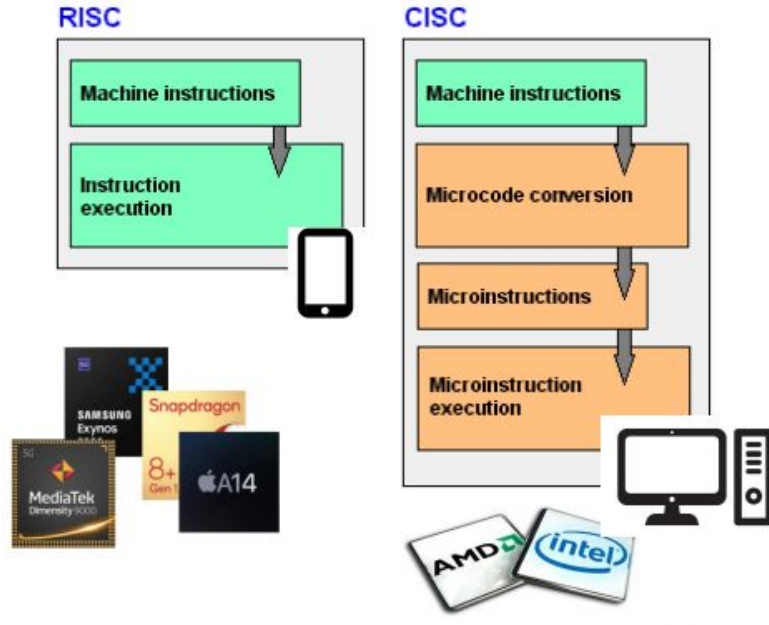 RISC
Machine instructions
Instruction
execution
CISC
Machine instructions
Microcode conversion
Microinstructions
Microinstruction
execution
SAMSUNG
Exynos
Snapdragon
8+
Gen 1
5G
MediaTek
Dimensity 9000
A14
AMD
intel